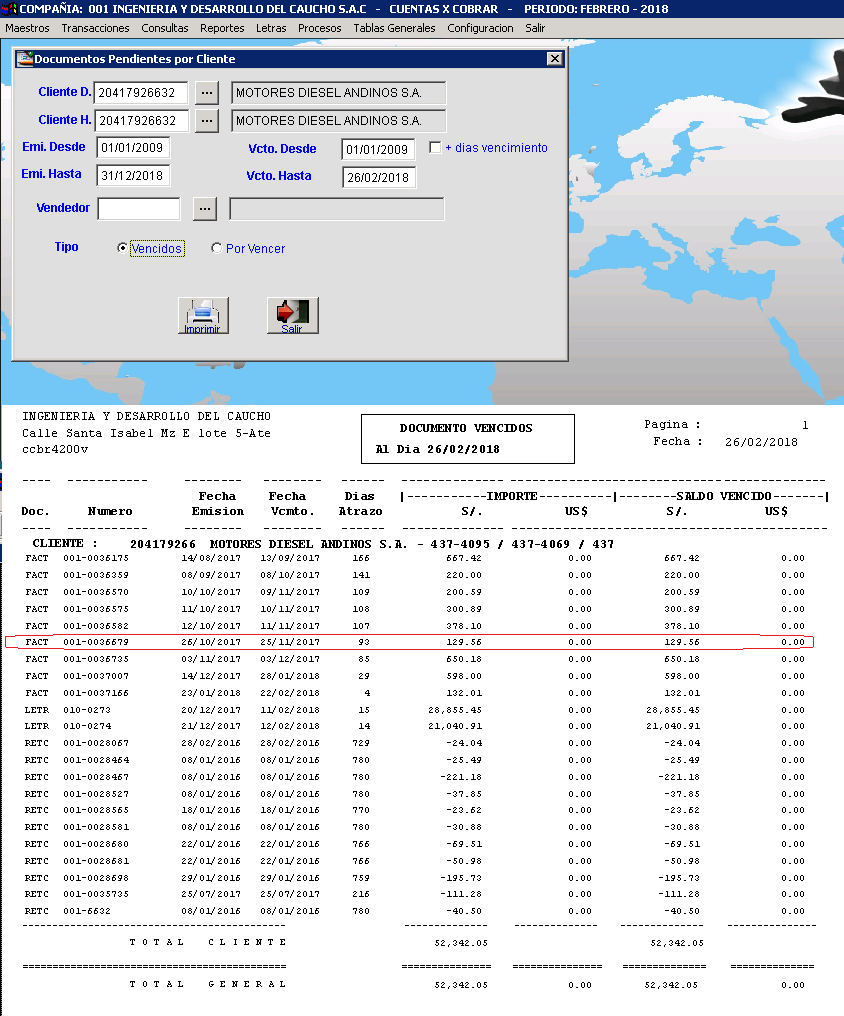 COMPAÑIA: 001 INGENIERIA Y DESARROLLO DEL CAUCHO S.A.C - CUENTAS X COBRAR - PERIODO: FEBRERO - 2018
Maestros Transacciones Consultas Reportes Letras Procesos Tablas Generales Configuracion Salir
Documentos Pendientes por Cliente
Cliente D. 20417926632 ... MOTORES DIESEL ANDINOS S.A.
Cliente H. 20417926632 ... MOTORES DIESEL ANDINOS S.A.
Emi. Desde 01/01/2009 Vcto. Desde 01/01/2009 + dias vencimiento
Emi. Hasta 31/12/2018 Vcto. Hasta 26/02/2018
Vendedor ...
Tipo Vencidos Por Vencer
Imprimir Salir
INGENIERIA Y DESARROLLO DEL CAUCHO DOCUMENTO VENCIDOS Pagina : 1
Calle Santa Isabel Mz E lote 5-Ate Al Dia 26/02/2018 Fecha : 26/02/2018
ccbr4200v
Fecha Fecha Dias |-----------IMPORTE-----------| |--------SALDO VENCIDO-------|
Doc. Numero Emision Vcmto. Atrazo S/. US$ S/. US$
CLIENTE : 204179266 MOTORES DIESEL ANDINOS S.A. - 437-4095 / 437-4069 / 437
FACT 001-0036175 14/08/2017 13/09/2017 166 667.42 0.00 667.42 0.00
FACT 001-0036359 08/09/2017 08/10/2017 141 220.00 0.00 220.00 0.00
FACT 001-0036570 10/10/2017 09/11/2017 109 200.59 0.00 200.59 0.00
FACT 001-0036575 11/10/2017 10/11/2017 108 300.89 0.00 300.89 0.00
FACT 001-0036582 12/10/2017 11/11/2017 107 378.10 0.00 378.10 0.00
FACT 001-0036679 26/10/2017 25/11/2017 93 129.56 0.00 129.56 0.00
FACT 001-0036735 03/11/2017 03/12/2017 85 650.18 0.00 650.18 0.00
FACT 001-0037007 14/12/2017 28/01/2018 29 598.00 0.00 598.00 0.00
FACT 001-0037166 23/01/2018 22/02/2018 4 132.01 0.00 132.01 0.00
LETR 010-0273 20/12/2017 11/02/2018 15 28,855.45 0.00 28,855.45 0.00
LETR 010-0274 21/12/2017 12/02/2018 14 21,040.91 0.00 21,040.91 0.00
RETC 001-0028067 28/02/2016 28/02/2016 729 -24.04 0.00 -24.04 0.00
RETC 001-0028464 08/01/2016 08/01/2016 780 -25.49 0.00 -25.49 0.00
RETC 001-0028467 08/01/2016 08/01/2016 780 -221.18 0.00 -221.18 0.00
RETC 001-0028527 08/01/2016 08/01/2016 780 -37.85 0.00 -37.85 0.00
RETC 001-0028565 18/01/2016 18/01/2016 770 -23.62 0.00 -23.62 0.00
RETC 001-0028581 08/01/2016 08/01/2016 780 -30.88 0.00 -30.88 0.00
RETC 001-0028680 22/01/2016 22/01/2016 766 -69.51 0.00 -69.51 0.00
RETC 001-0028681 22/01/2016 22/01/2016 766 -50.98 0.00 -50.98 0.00
RETC 001-0028698 29/01/2016 29/01/2016 759 -195.73 0.00 -195.73 0.00
RETC 001-0035735 25/07/2017 25/07/2017 216 -111.28 0.00 -111.28 0.00
RETC 001-6632 08/01/2016 08/01/2016 780 -40.50 0.00 -40.50 0.00
T O T A L C L I E N T E 52,342.05 52,342.05
T O T A L G E N E R A L 52,342.05 0.00 52,342.05 0.00